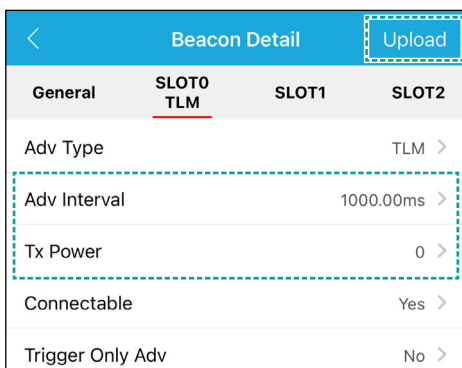 Beacon Detail Upload
General SLOT0 TLM SLOT1 SLOT2
Adv Type TLM
Adv Interval 1000.00ms
Tx Power 0
Connectable Yes
Trigger Only Adv No